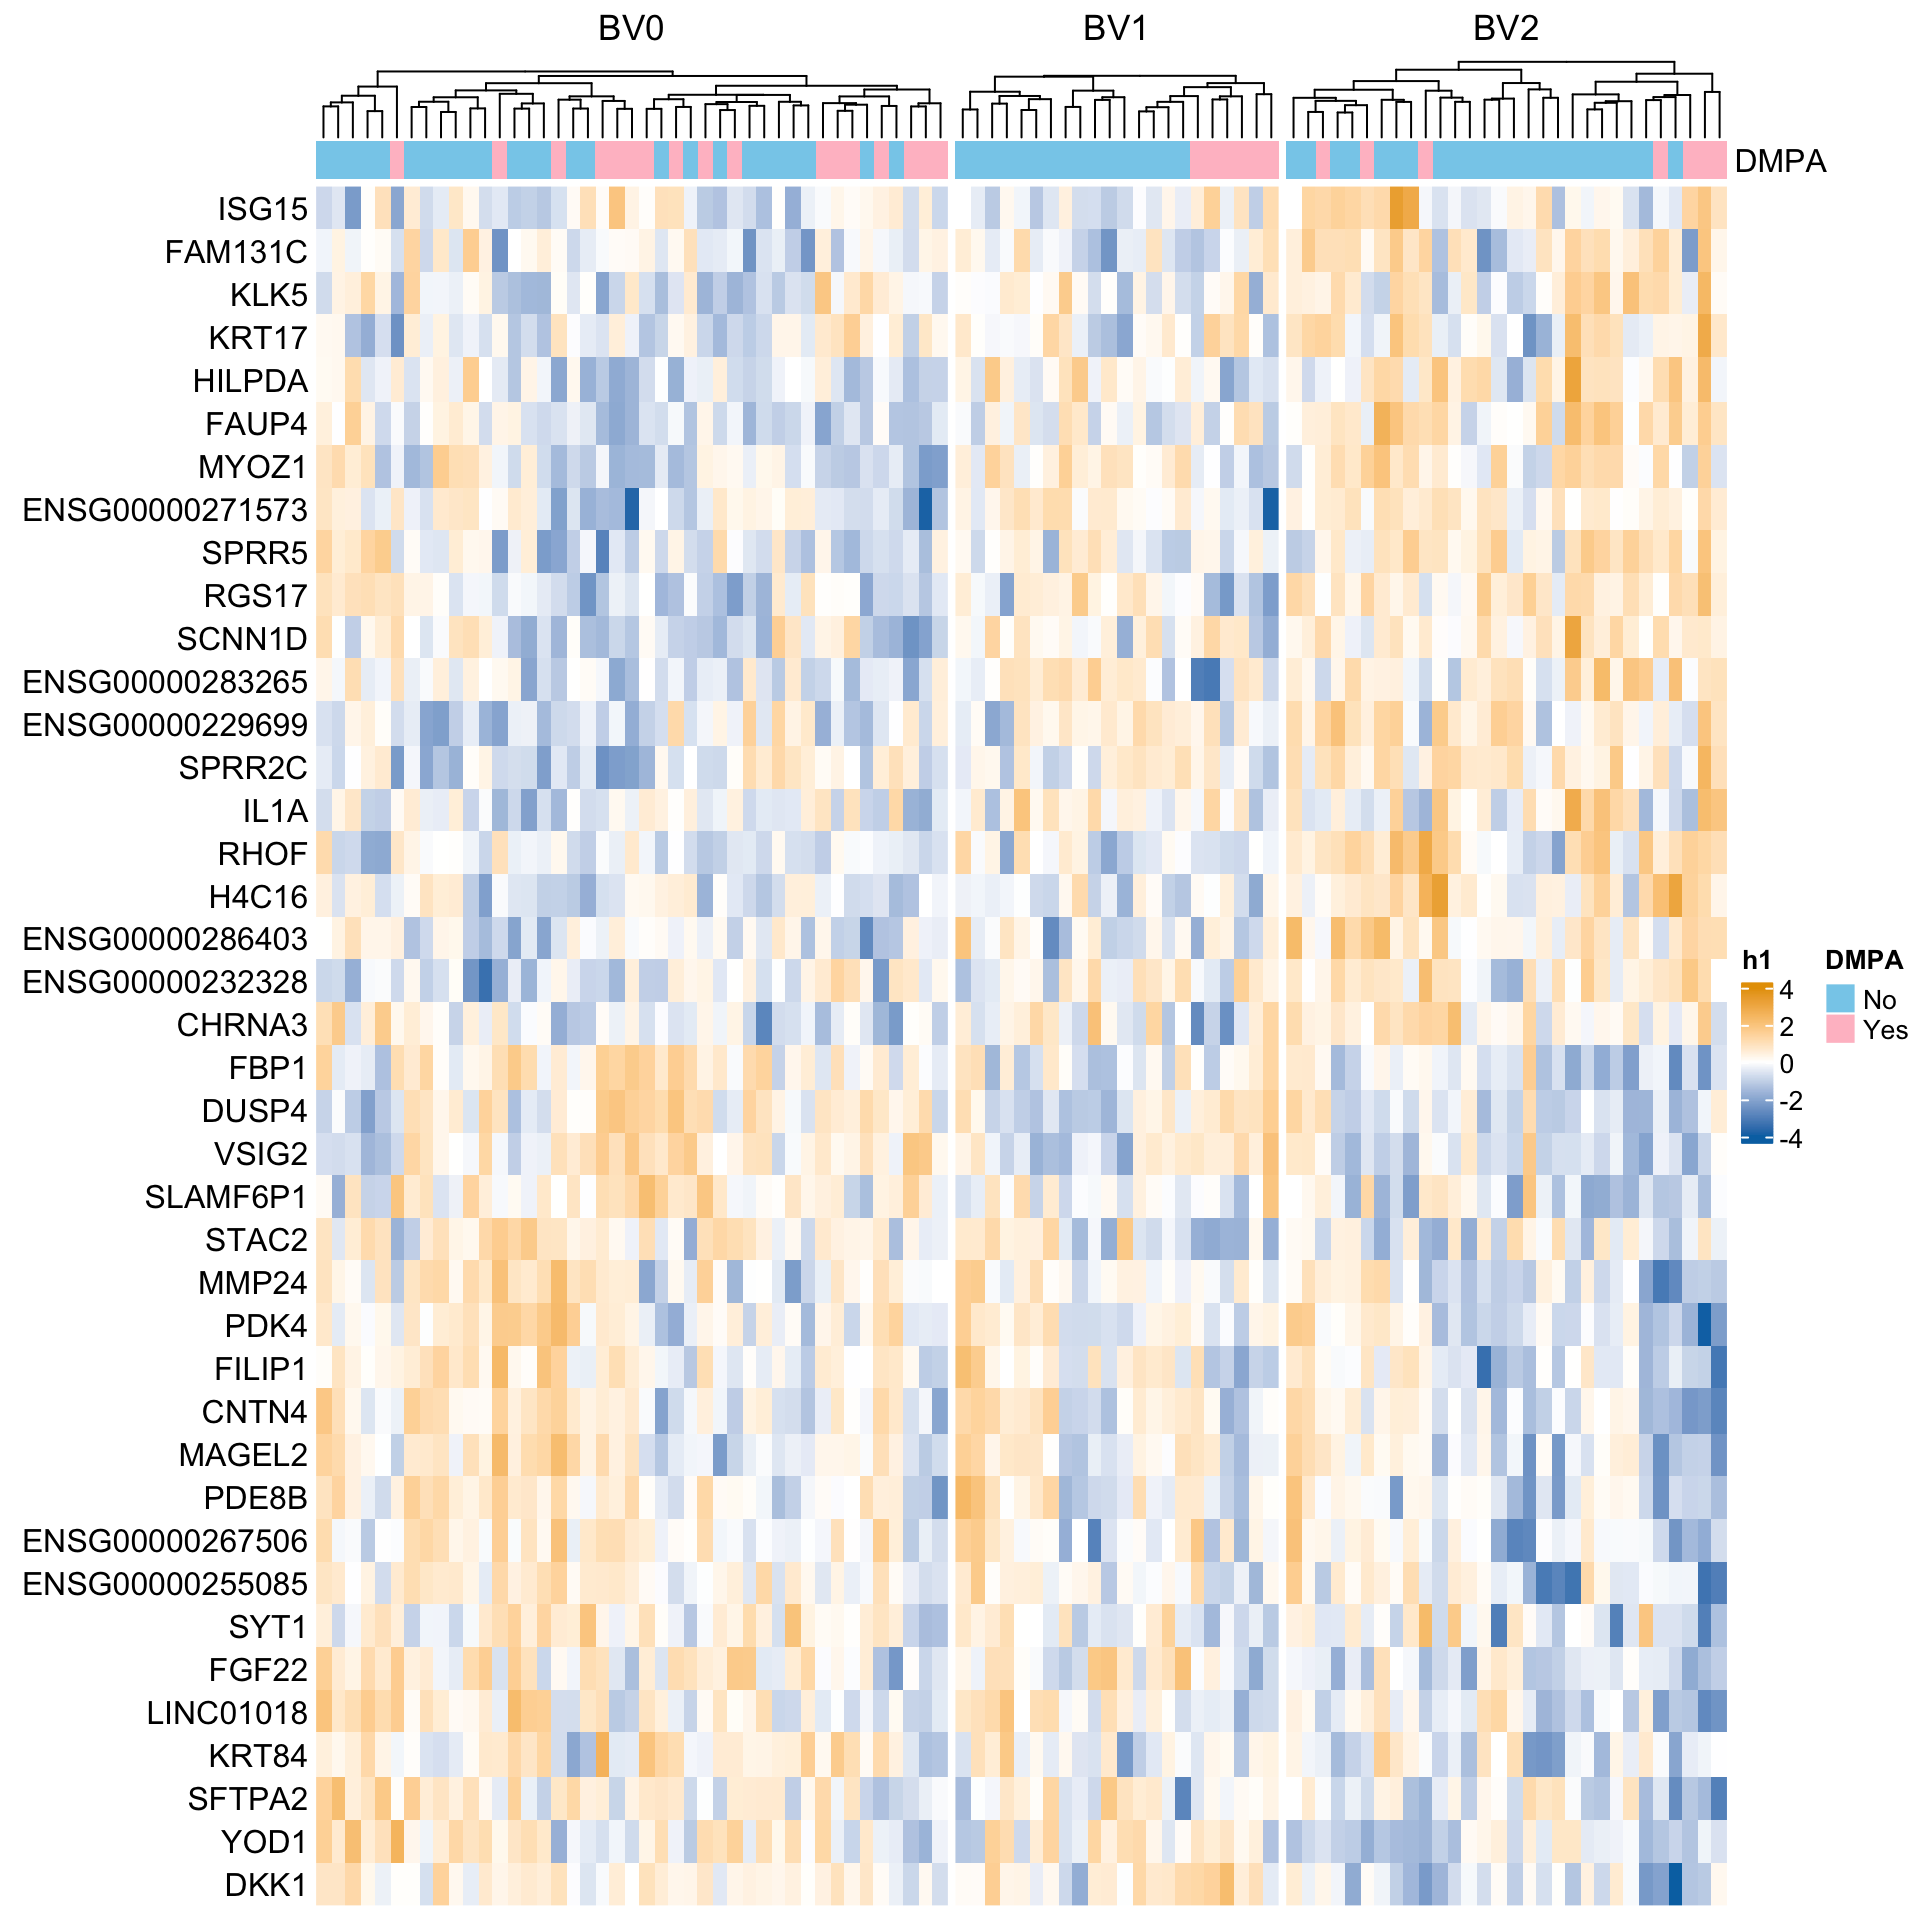 BV0 BV1 BV2
DMPA
ISG15
FAM131C
KLK5
KRT17
HILPDA
FAUP4
MYOZ1
ENSG00000271573
SPRR5
RGS17
SCNN1D
ENSG00000283265
ENSG00000229699
SPRR2C
IL1A
RHOF
H4C16
ENSG00000286403
ENSG00000232328
CHRNA3
FBP1
DUSP4
VSIG2
SLAMF6P1
STAC2
MMP24
PDK4
FILIP1
CNTN4
MAGEL2
PDE8B
ENSG00000267506
ENSG00000255085
SYT1
FGF22
LINC01018
KRT84
SFTPA2
YOD1
DKK1
h1
4
2
0
-2
-4
DMPA
No
Yes